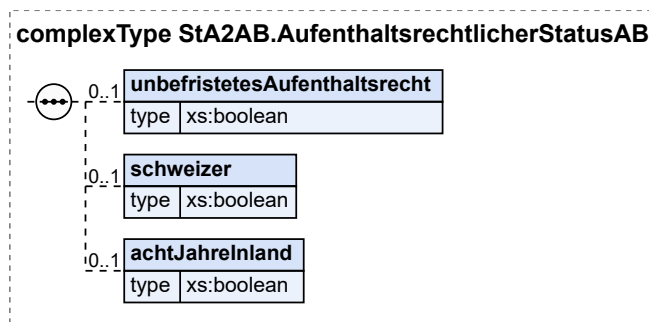 complexType StA2AB.AufenthaltsrechtlicherStatusAB
0..1 unbefristetesAufenthaltsrecht
type xs:boolean
0..1 schweizer
type xs:boolean
0..1 achtJahreInland
type xs:boolean